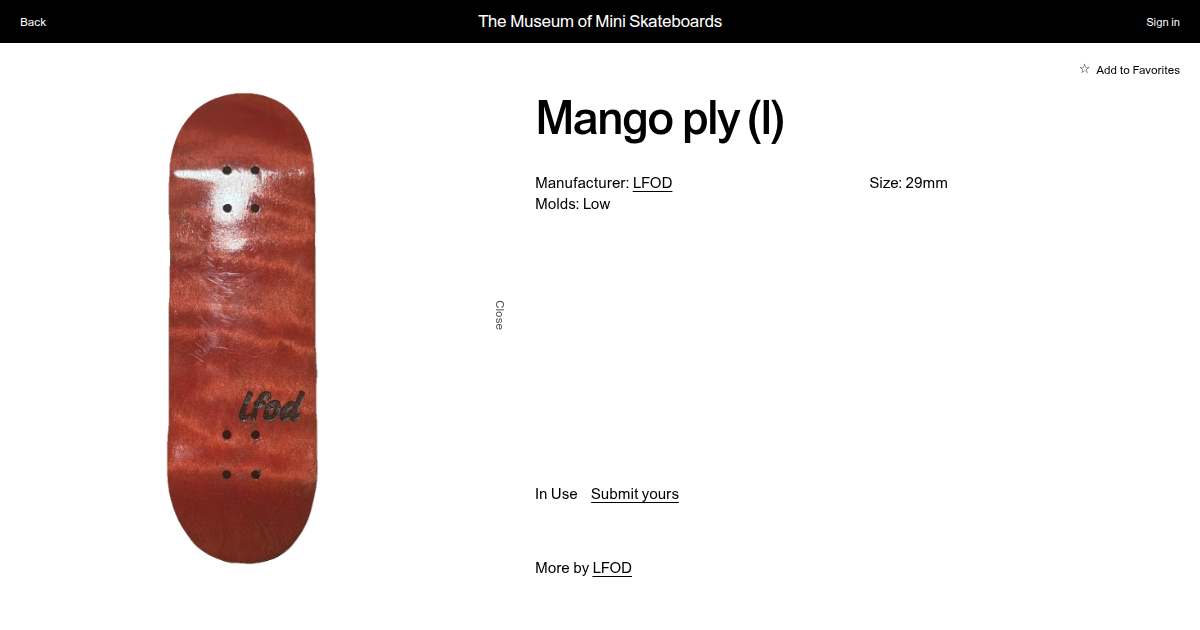 Back
The Museum of Mini Skateboards
Sign in
☆ Add to Favorites
Mango ply (l)
Manufacturer: LFOD
Size: 29mm
Molds: Low
Close
lfod
In Use Submit yours
More by LFOD